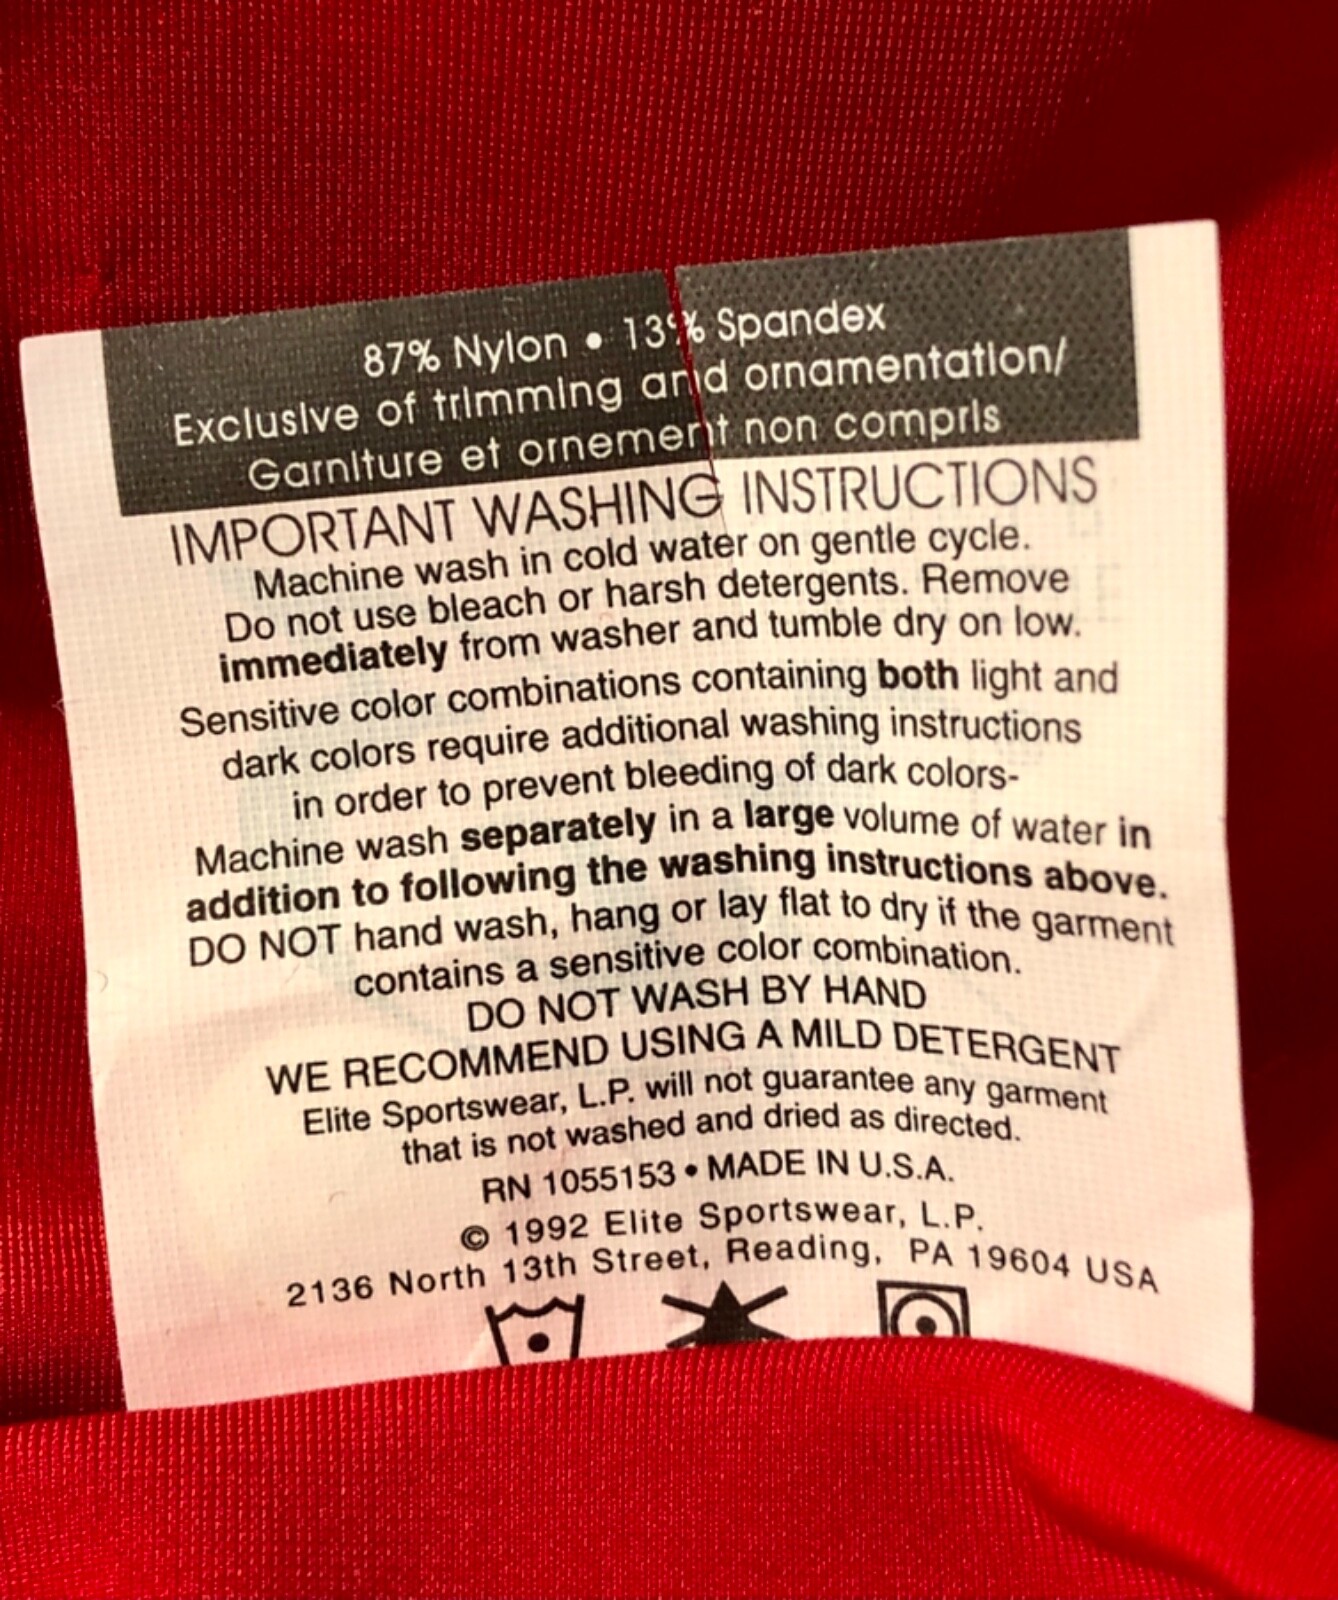 87% Nylon • 13% Spandex
Exclusive of trimming and ornamentation/
Garniture et ornement non compris
IMPORTANT WASHING INSTRUCTIONS
Machine wash in cold water on gentle cycle.
Do not use bleach or harsh detergents. Remove
immediately from washer and tumble dry on low.
Sensitive color combinations containing both light and
dark colors require additional washing instructions
in order to prevent bleeding of dark colors-
Machine wash separately in a large volume of water in
addition to following the washing instructions above.
DO NOT hand wash, hang or lay flat to dry if the garment
contains a sensitive color combination.
DO NOT WASH BY HAND
WE RECOMMEND USING A MILD DETERGENT
Elite Sportswear, L.P. will not guarantee any garment
that is not washed and dried as directed.
RN 1055153 • MADE IN U.S.A.
© 1992 Elite Sportswear, L.P.
2136 North 13th Street, Reading, PA 19604 USA